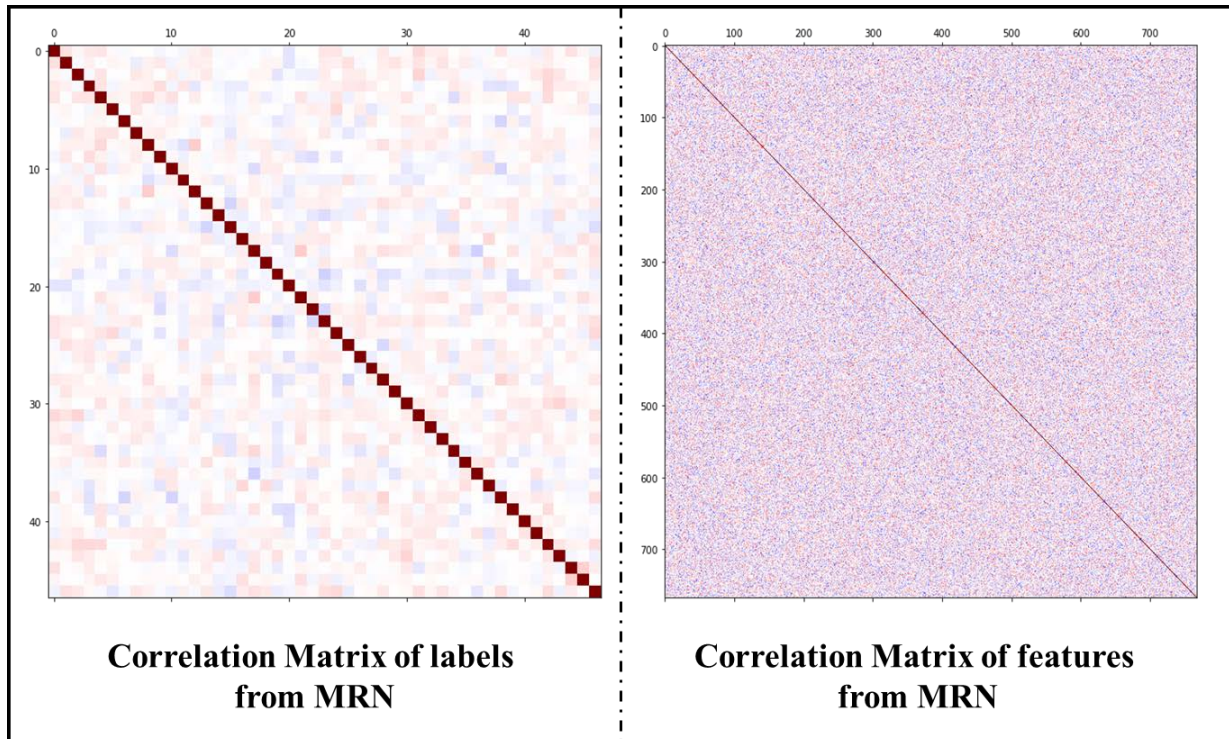 0 10 20 30 40
0
10
20
30
40
Correlation Matrix of labels
from MRN
0 100 200 300 400 500 600 700
0
100
200
300
400
500
600
700
Correlation Matrix of features
from MRN